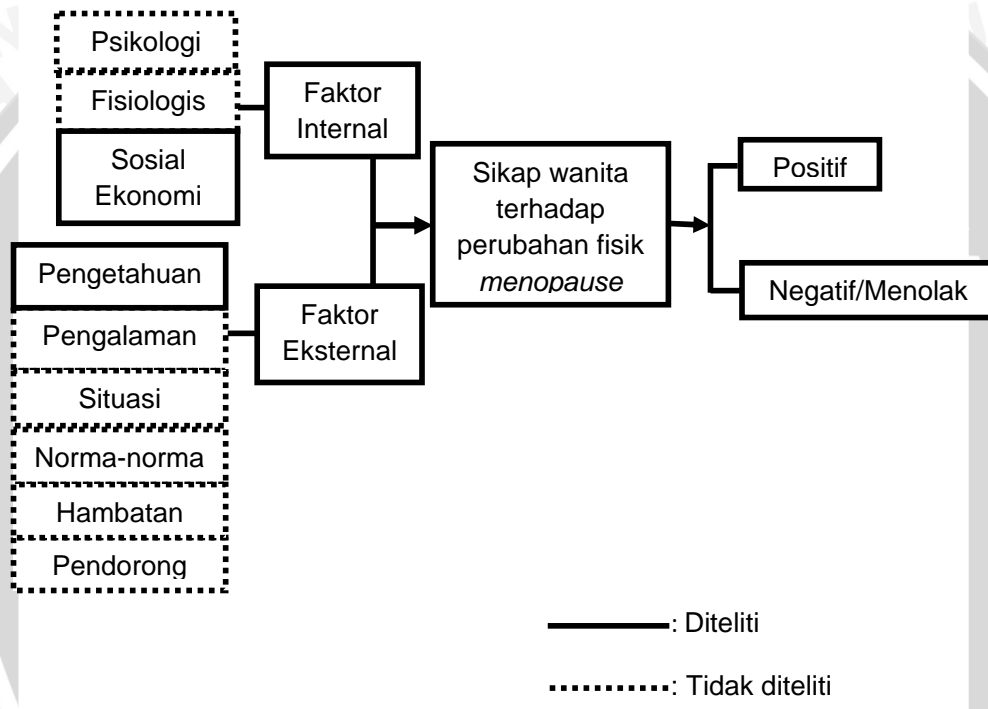 Psikologi
Fisiologis
Sosial
Ekonomi
Faktor
Internal
Pengetahuan
Pengalaman
Situasi
Norma-norma
Hambatan
Pendorong
Faktor
Eksternal
Sikap wanita
terhadap
perubahan fisik
menopause
Positif
Negatif/Menolak
: Diteliti
: Tidak diteliti